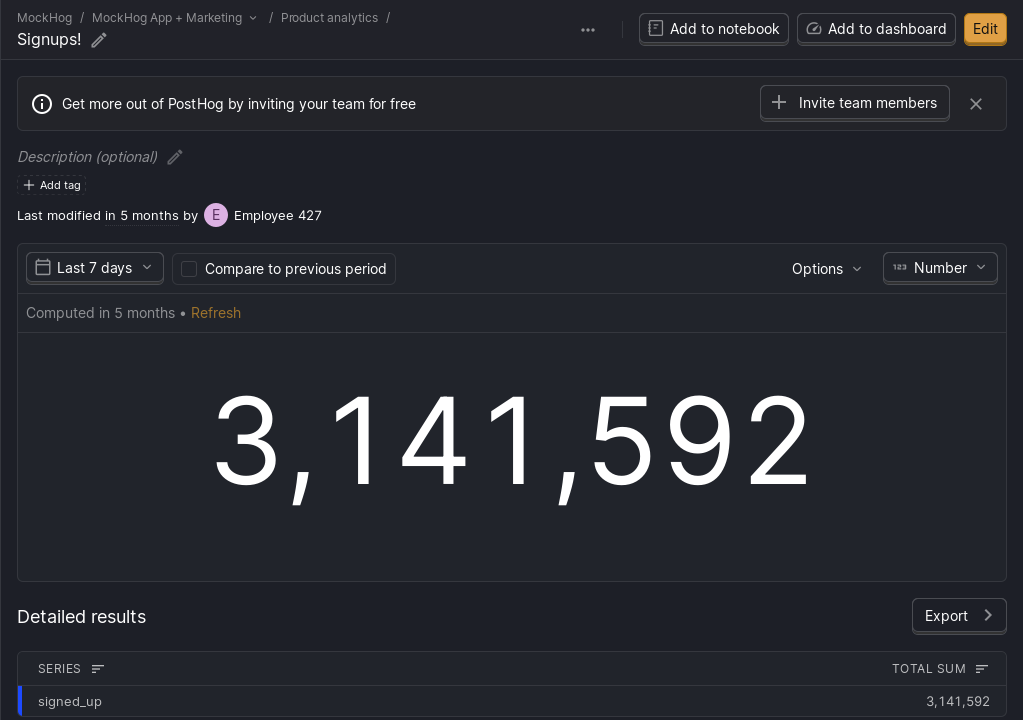 MockHog / MockHog App + Marketing / Product analytics /
Signups!
Add to notebook
Add to dashboard
Edit
Get more out of PostHog by inviting your team for free
Invite team members
Description (optional)
Add tag
Last modified in 5 months by E Employee 427
Last 7 days
Compare to previous period
Options
123 Number
Computed in 5 months • Refresh
3,141,592
Detailed results
Export
SERIES
TOTAL SUM
signed_up
3,141,592